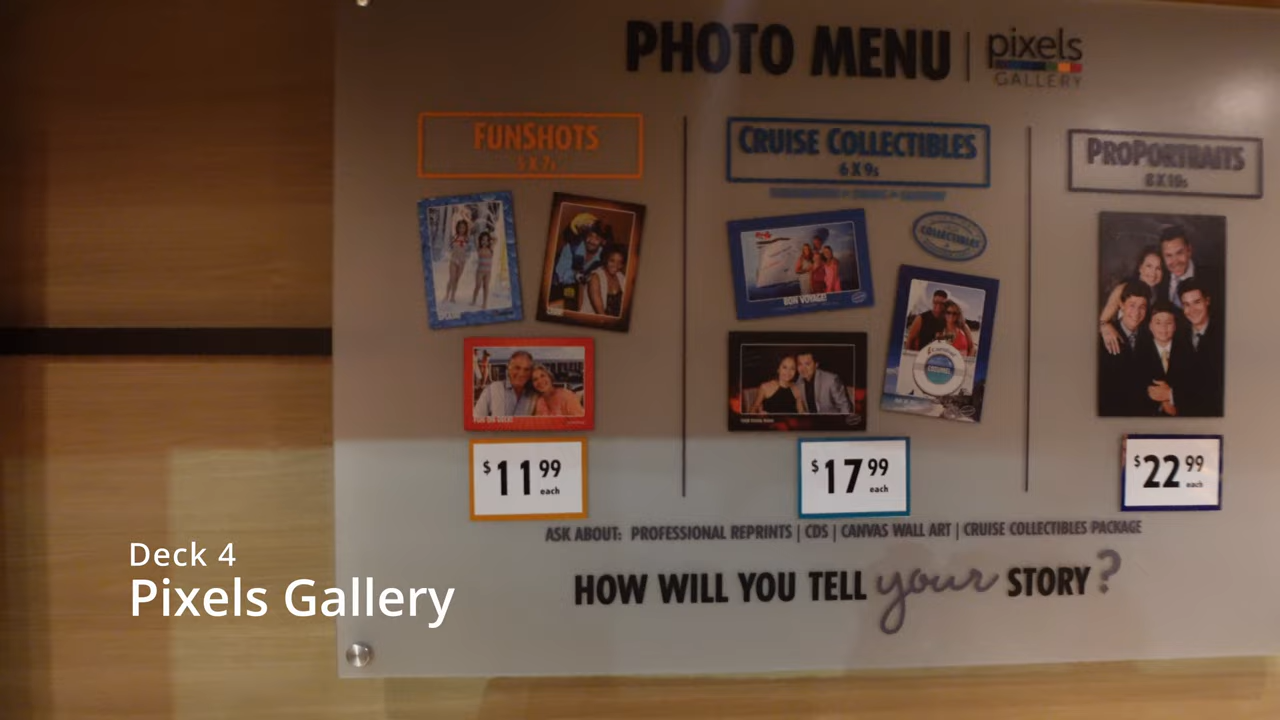 PHOTO MENU | pixels
GALLERY
FUNSHOTS
5 X 7s
CRUISE COLLECTIBLES
6 X 9s
PROPORTRAITS
8 X 10s
COLLECTIBLES
BON VOYAGE!
$11 99 each
$17 99 each
$22 99 each
ASK ABOUT: PROFESSIONAL REPRINTS | CDS | CANVAS WALL ART | CRUISE COLLECTIBLES PACKAGE
HOW WILL YOU TELL your STORY?
Deck 4
Pixels Gallery